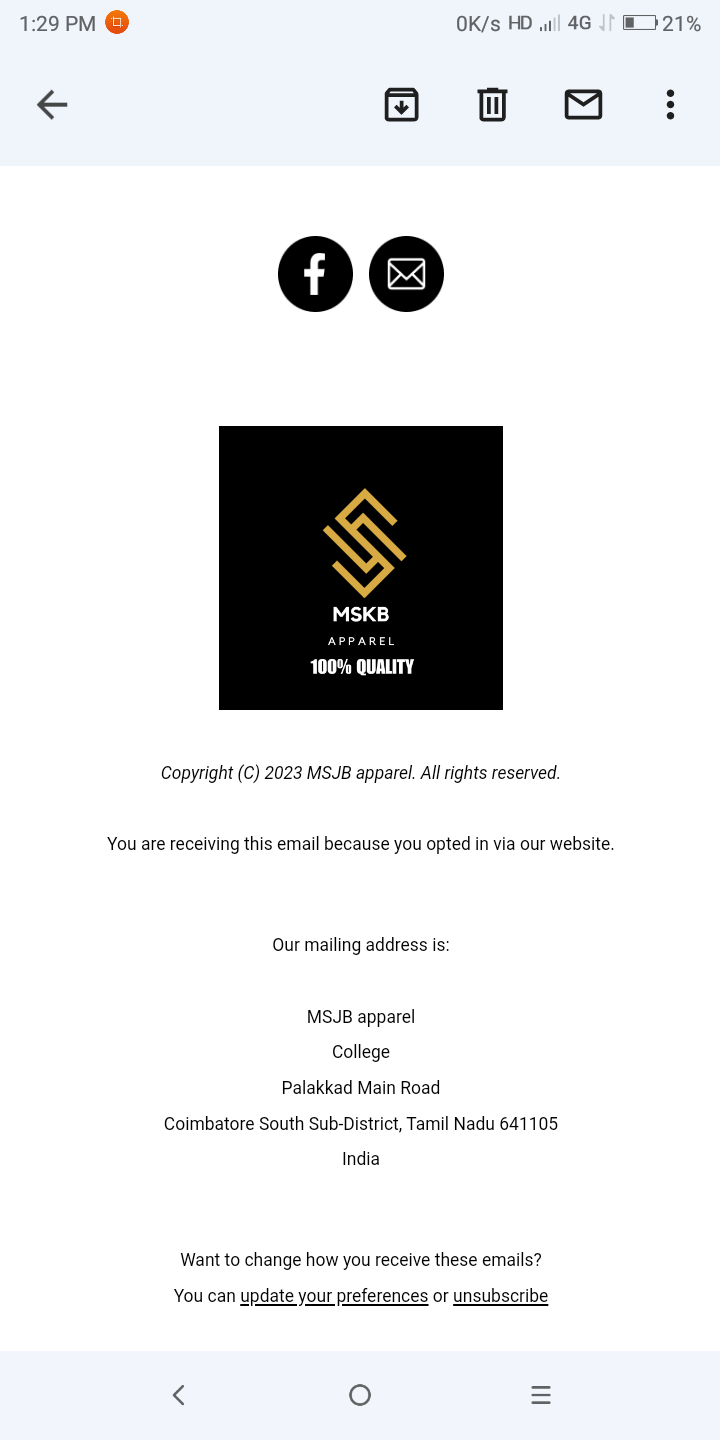 1:29 PM 0K/s HD 4G 21%
MSKB
APPAREL
100% QUALITY
Copyright (C) 2023 MSJB apparel. All rights reserved.
You are receiving this email because you opted in via our website.
Our mailing address is:
MSJB apparel
College
Palakkad Main Road
Coimbatore South Sub-District, Tamil Nadu 641105
India
Want to change how you receive these emails?
You can update your preferences or unsubscribe